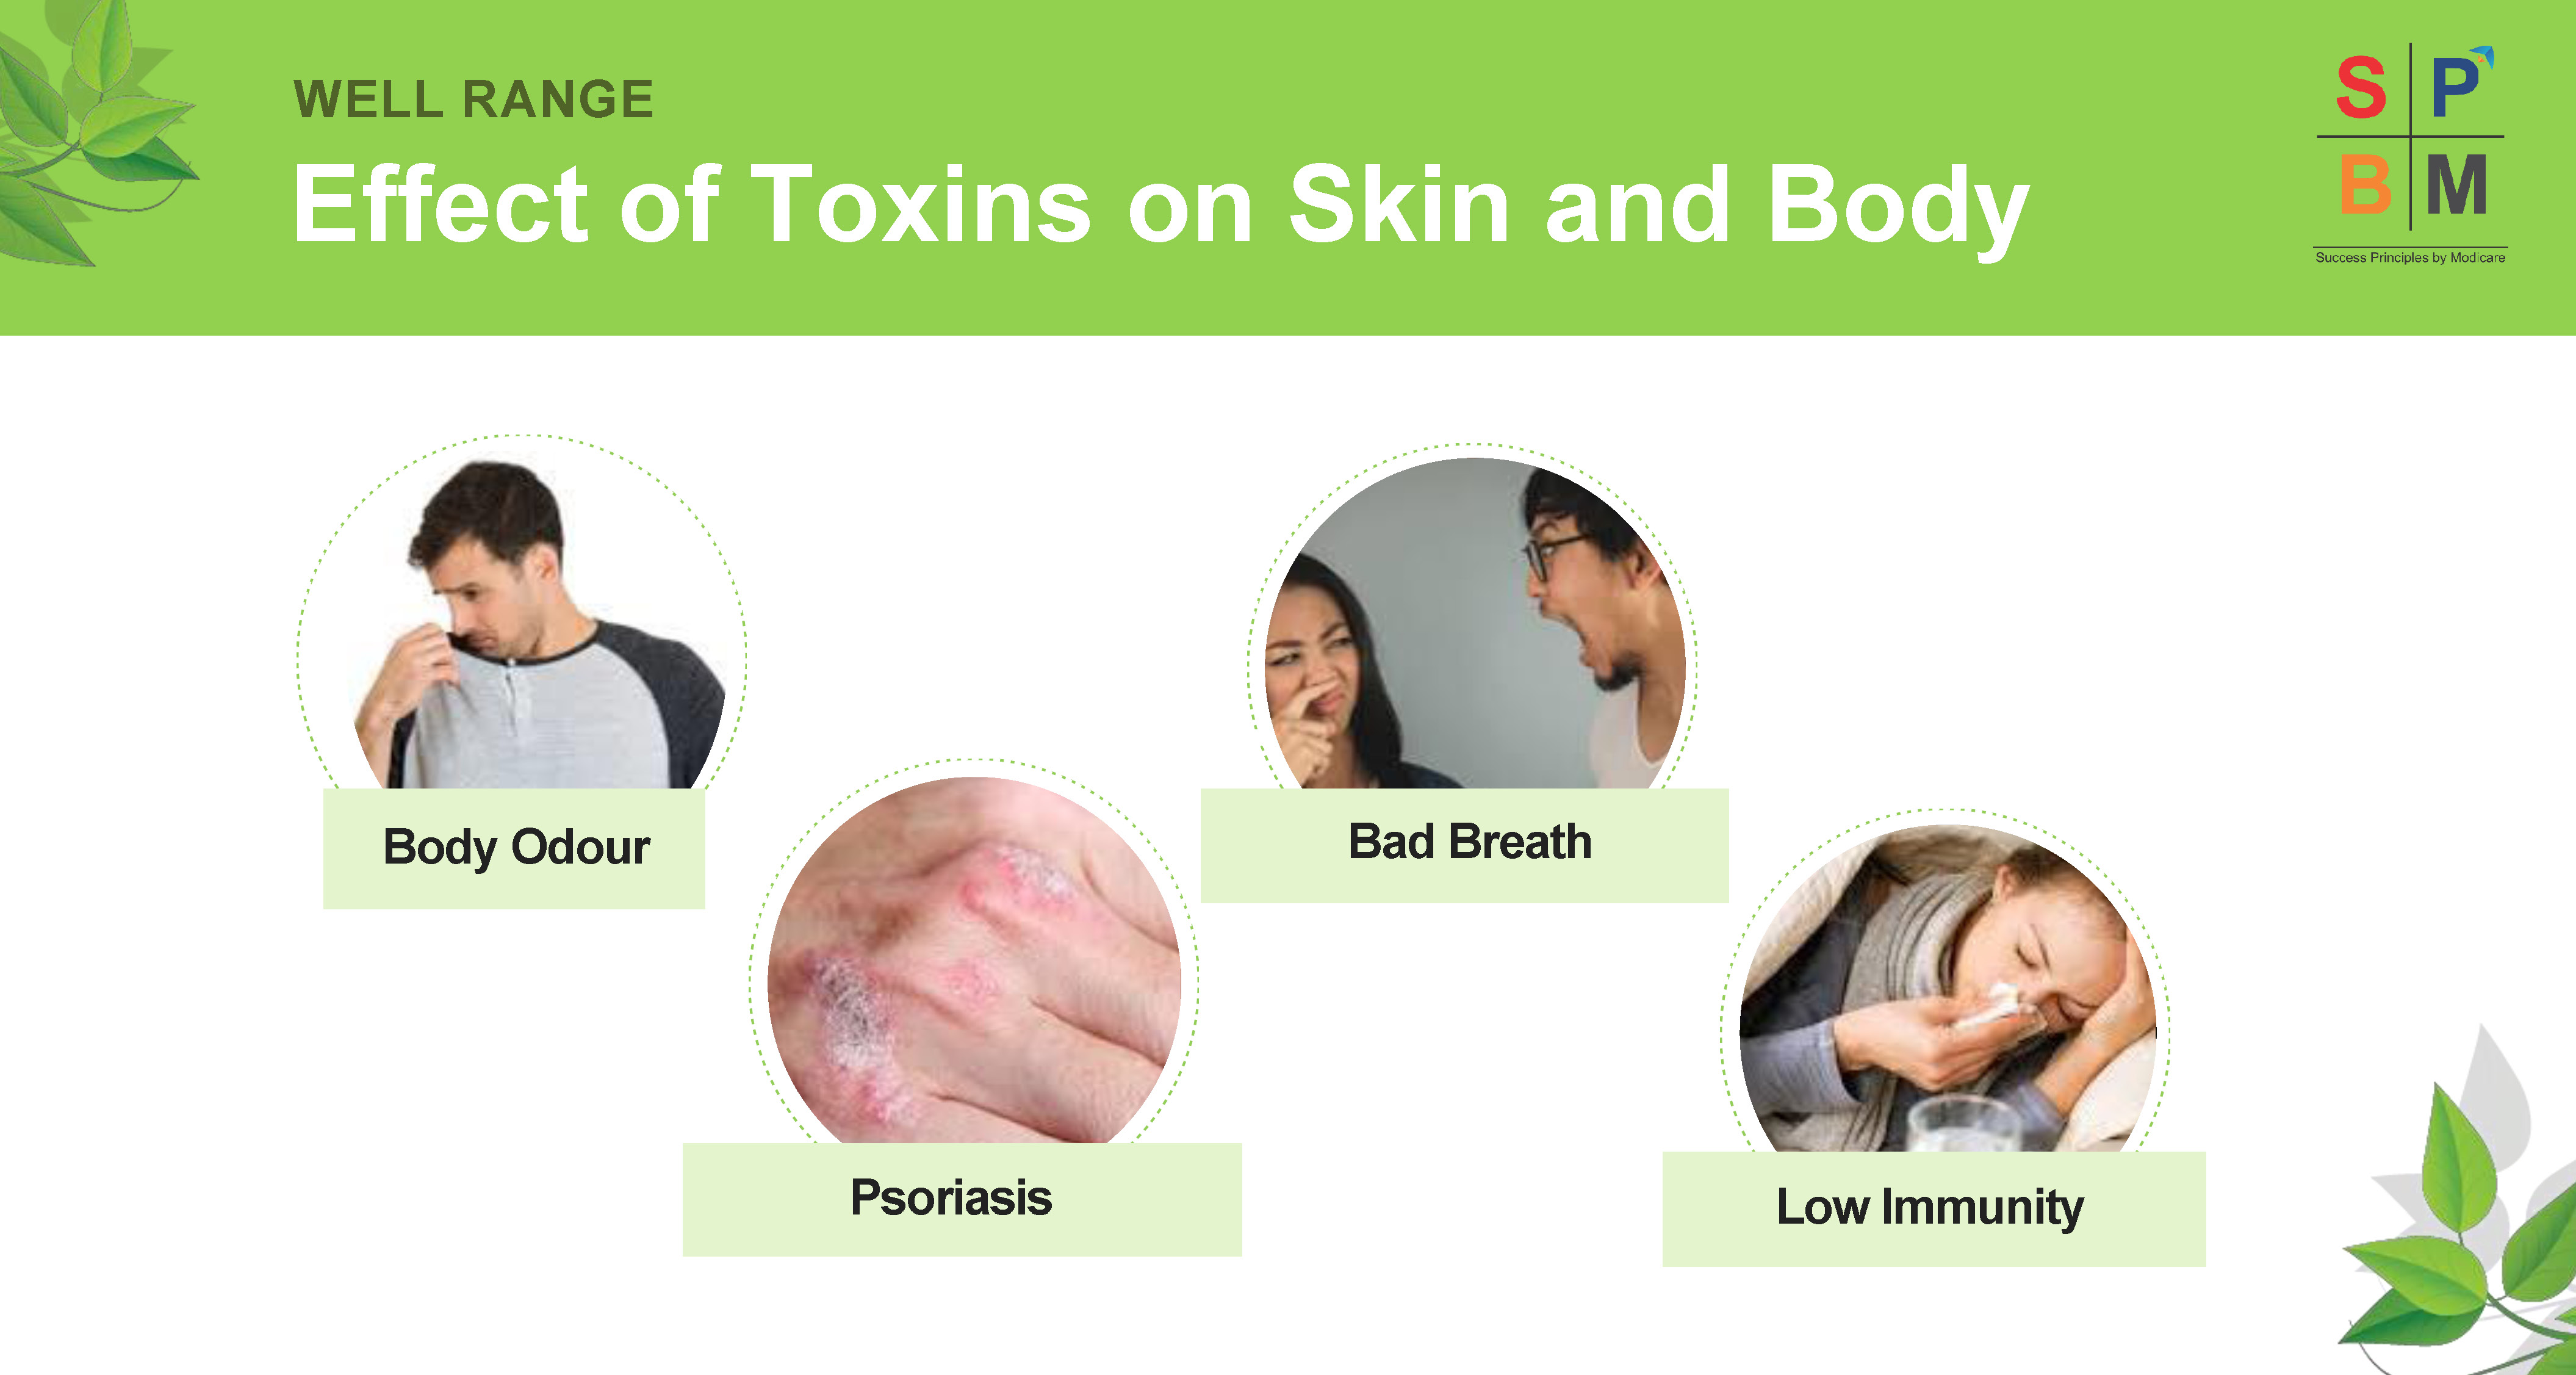 WELL RANGE
Effect of Toxins on Skin and Body
S P
B M
Success Principles by Modicare
Body Odour
Bad Breath
Psoriasis
Low Immunity